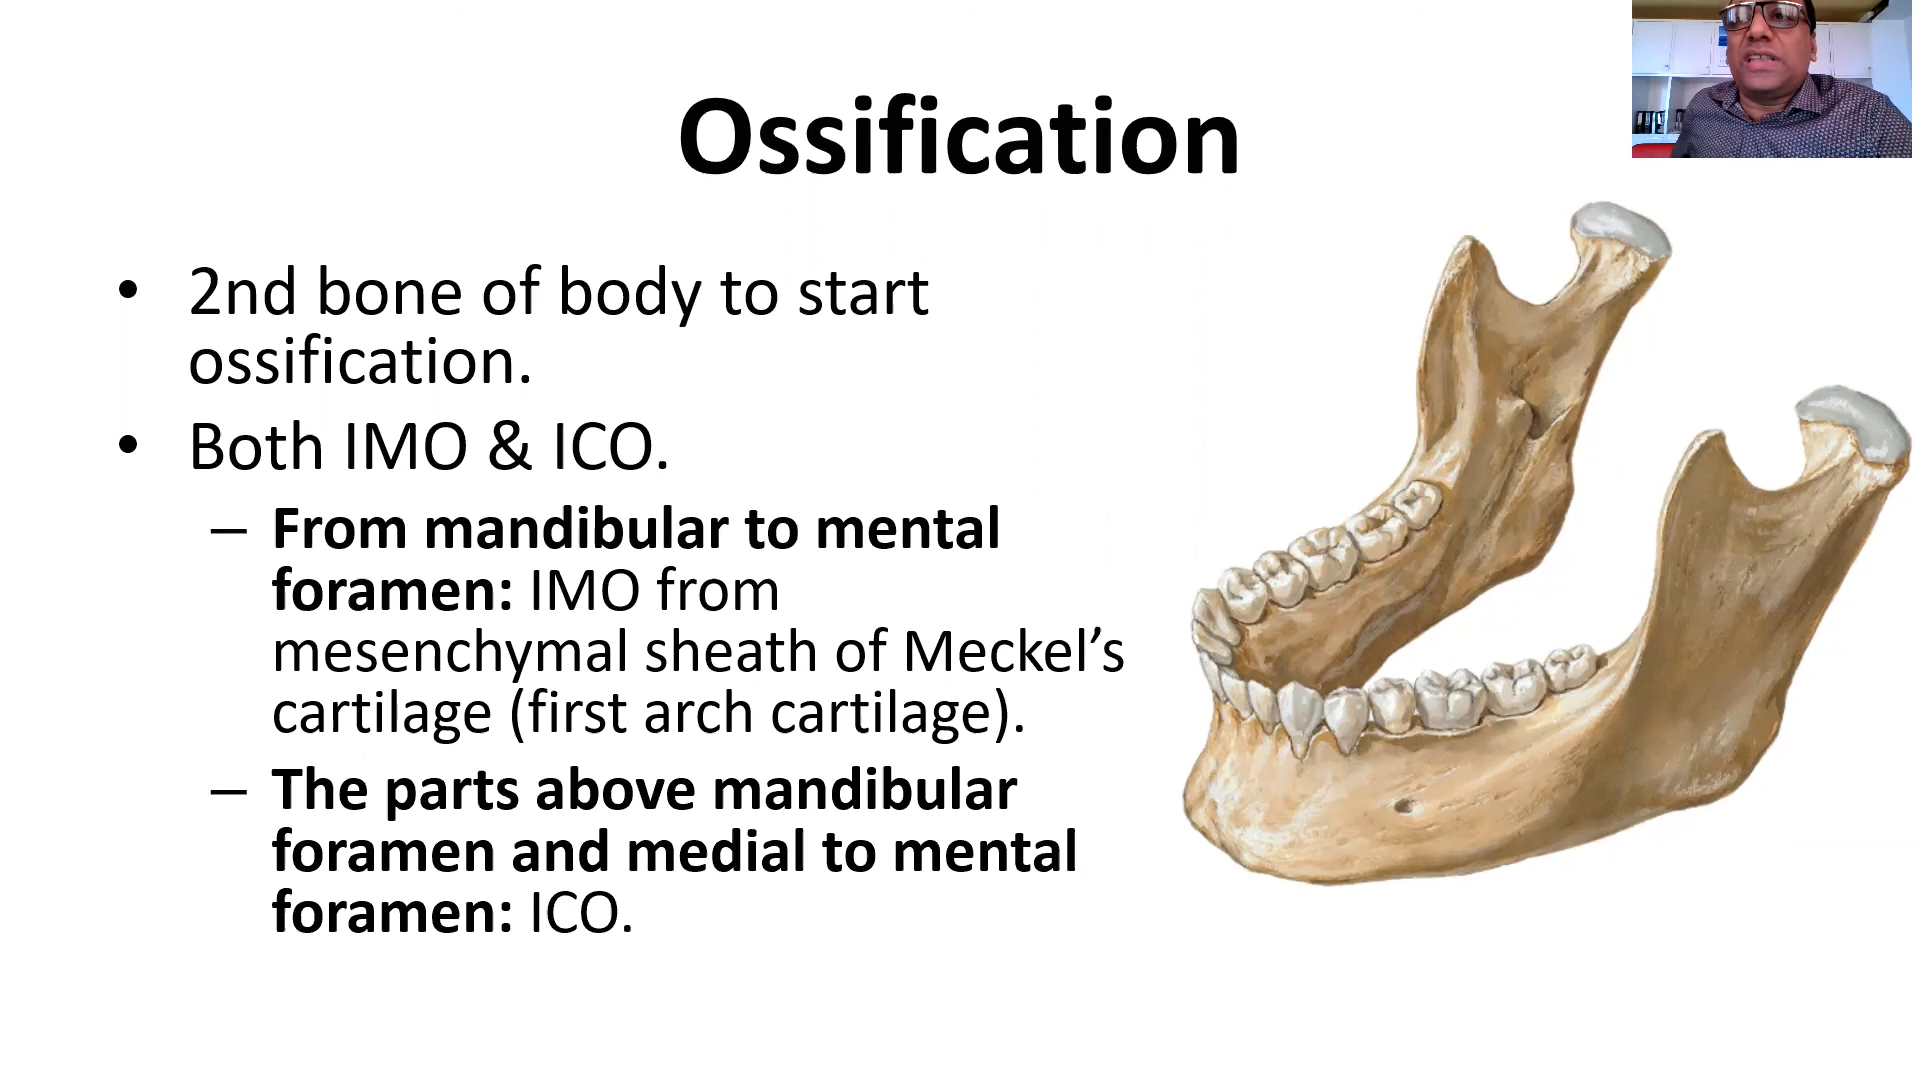 Ossification
• 2nd bone of body to start
ossification.
• Both IMO & ICO.
– From mandibular to mental
foramen: IMO from
mesenchymal sheath of Meckel’s
cartilage (first arch cartilage).
– The parts above mandibular
foramen and medial to mental
foramen: ICO.